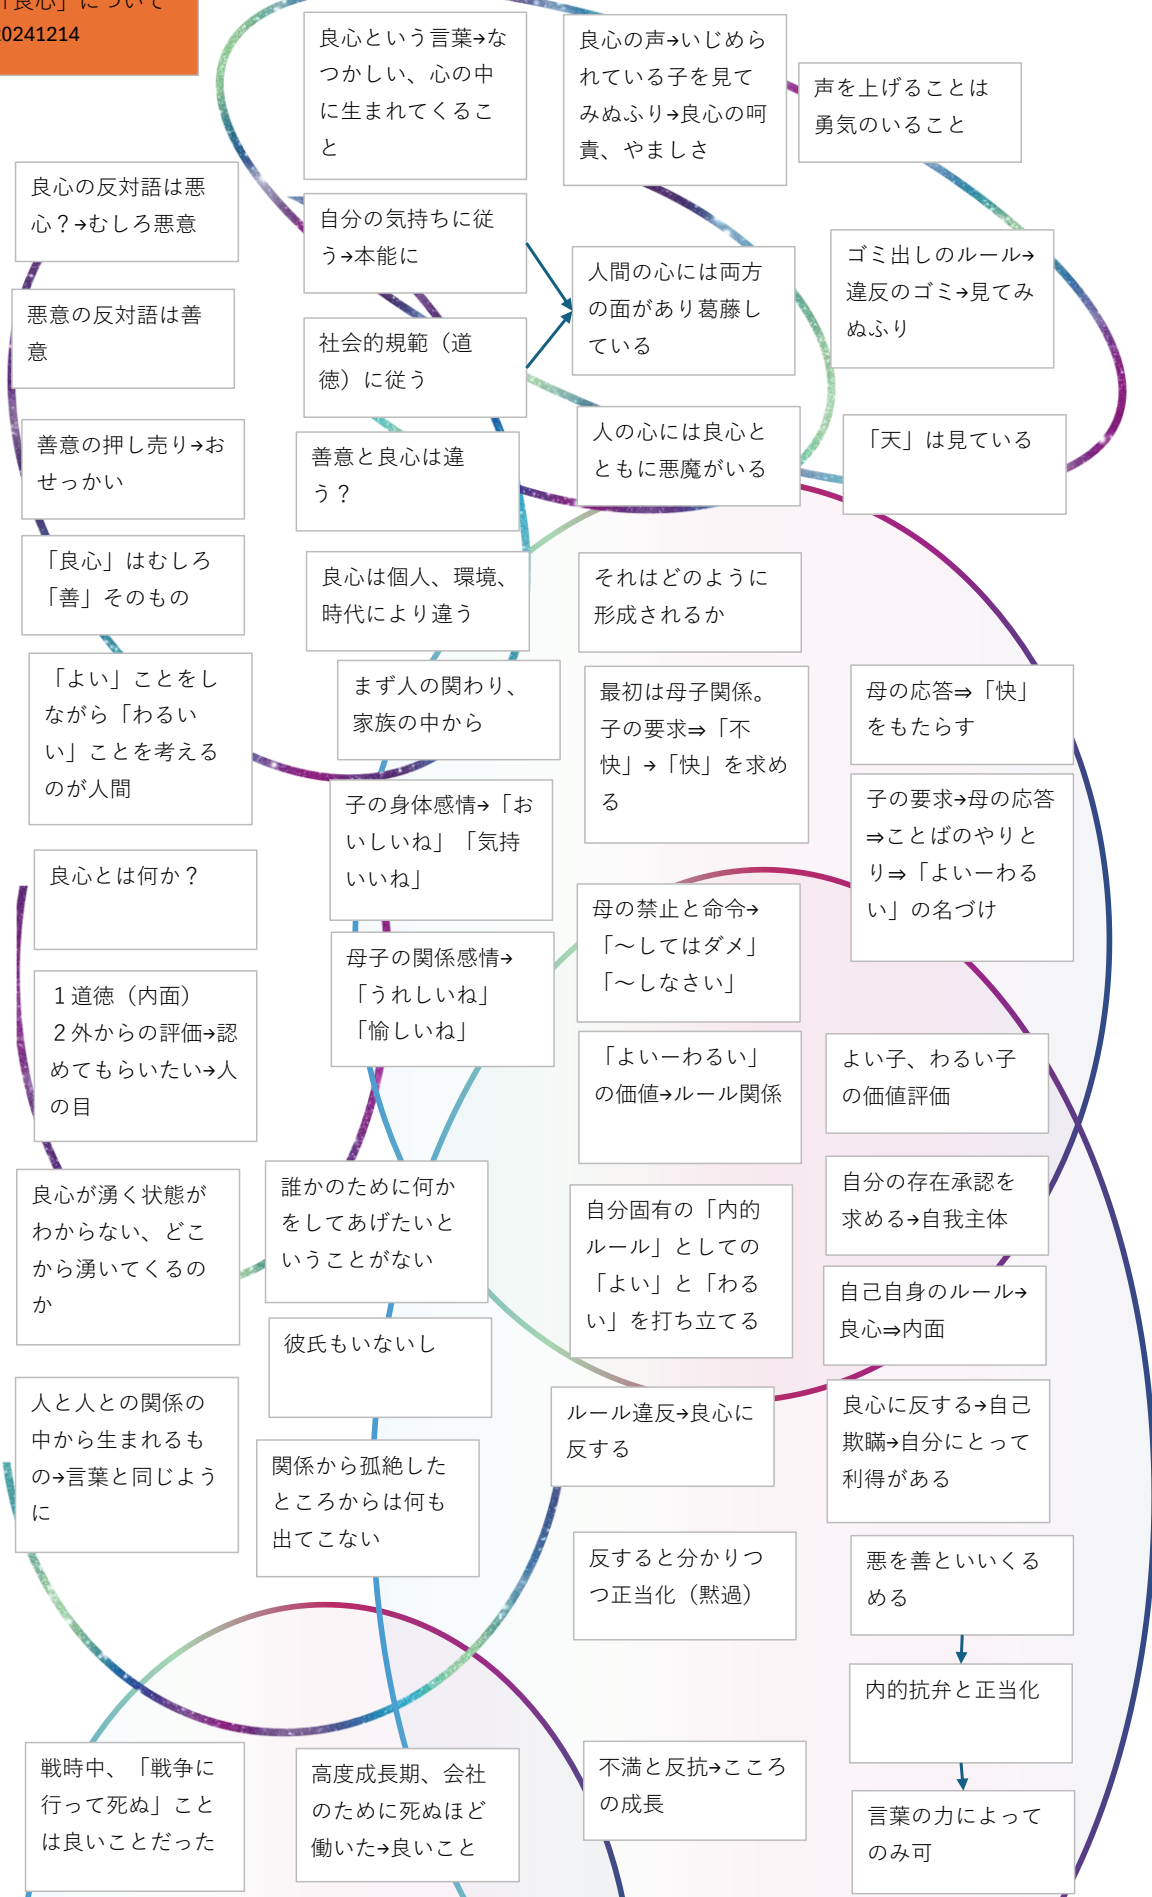 「良心」について
20241214
良心という言葉→な
つかしい、心の中
に生まれてくるこ
と
良心の声→いじめら
れている子を見て
みぬふり→良心の呵
責、やましさ
声を上げることは
勇気のいること
良心の反対語は悪
心？→むしろ悪意
自分の気持ちに従
う→本能に
人間の心には両方
の面があり葛藤し
ている
ゴミ出しのルール→
違反のゴミ→見てみ
ぬふり
悪意の反対語は善
意
社会的規範（道
徳）に従う
善意の押し売り→お
せっかい
善意と良心は違
う？
人の心には良心と
ともに悪魔がいる
「天」は見ている
「良心」はむしろ
「善」そのもの
良心は個人、環境、
時代により違う
それはどのように
形成されるか
「よい」ことをし
ながら「わるい
い」ことを考える
のが人間
まず人の関わり、
家族の中から
最初は母子関係。
子の要求⇒「不
快」→「快」を求め
る
母の応答⇒「快」
をもたらす
子の身体感情→「お
いしいね」「気持
いいね」
子の要求→母の応答
⇒ことばのやりと
り⇒「よいーわる
い」の名づけ
良心とは何か？
母の禁止と命令→
「～してはダメ」
「～しなさい」
母子の関係感情→
「うれしいね」
「愉しいね」
１道徳（内面）
２外からの評価→認
めてもらいたい→人
の目
「よいーわるい」
の価値→ルール関係
よい子、わるい子
の価値評価
良心が湧く状態が
わからない、どこ
から湧いてくるの
か
誰かのために何か
をしてあげたいと
いうことがない
自分固有の「内的
ルール」としての
「よい」と「わる
い」を打ち立てる
自分の存在承認を
求める→自我主体
自己自身のルール→
良心⇒内面
彼氏もいないし
人と人との関係の
中から生まれるも
の→言葉と同じよう
に
関係から孤絶した
ところからは何も
出てこない
ルール違反→良心に
反する
良心に反する→自己
欺瞞→自分にとって
利得がある
反すると分かりつ
つ正当化（黙過）
悪を善といいくる
める
内的抗弁と正当化
戦時中、「戦争に
行って死ぬ」こと
は良いことだった
高度成長期、会社
のために死ぬほど
働いた→良いこと
不満と反抗→こころ
の成長
言葉の力によって
のみ可